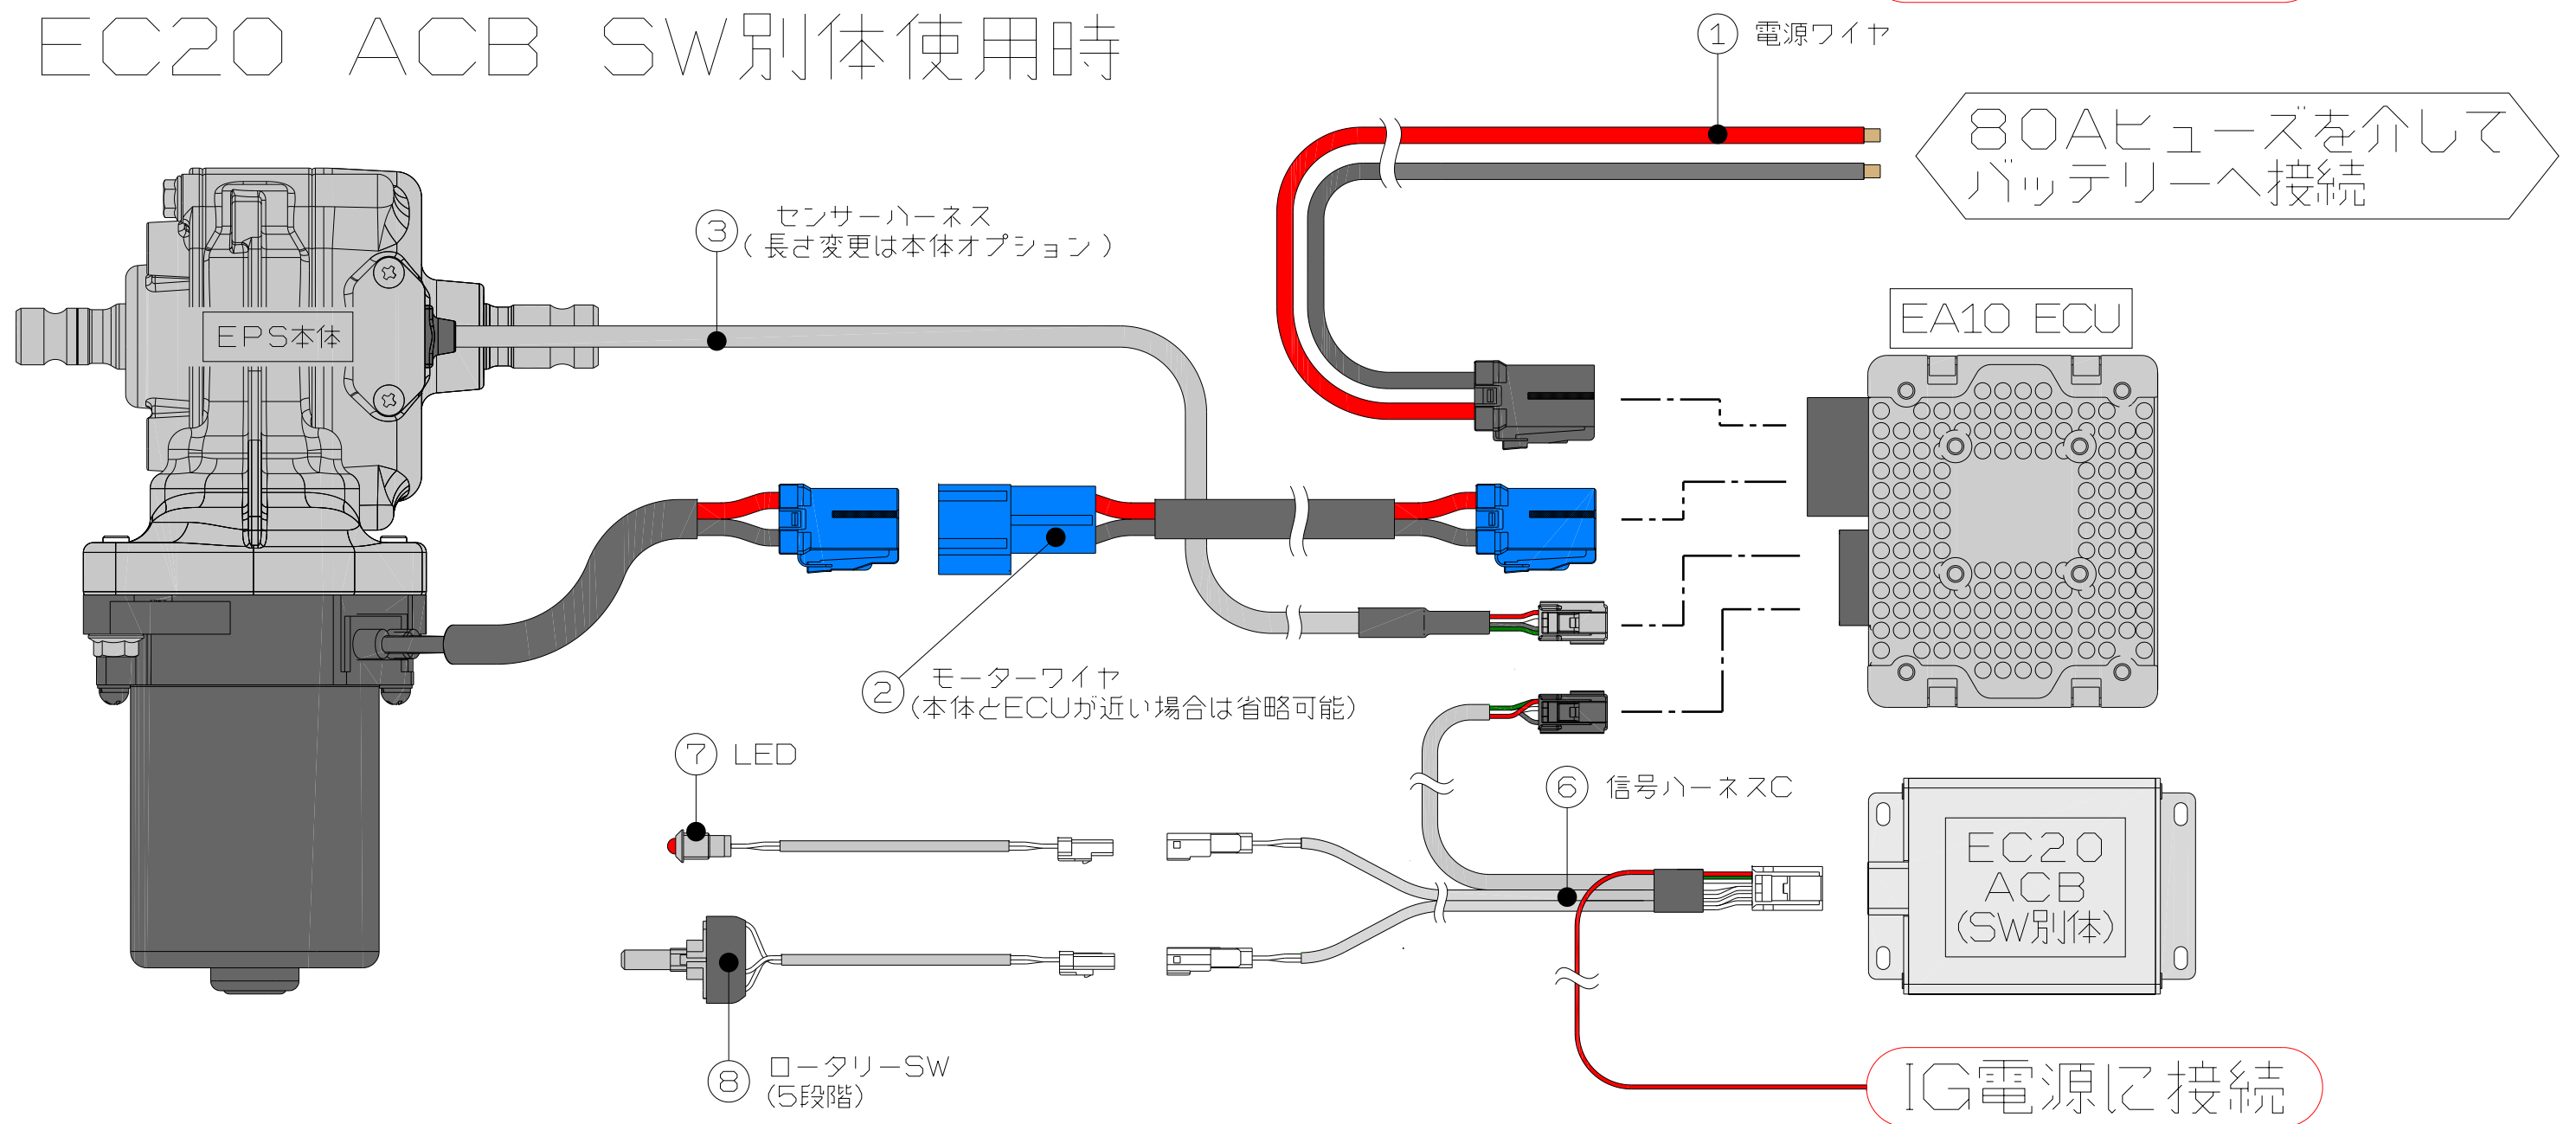 EC20 ACB SW別体使用時
① 電源ワイヤ
80Aヒューズを介して
バッテリーへ接続
③ センサーハーネス
(長さ変更は本体オプション)
EPS本体
EA10 ECU
② モーターワイヤ
(本体とECUが近い場合は省略可能)
⑦ LED
⑥ 信号ハーネスC
EC20
ACB
(SW別体)
⑧ ロータリーSW
(5段階)
IG電源に接続